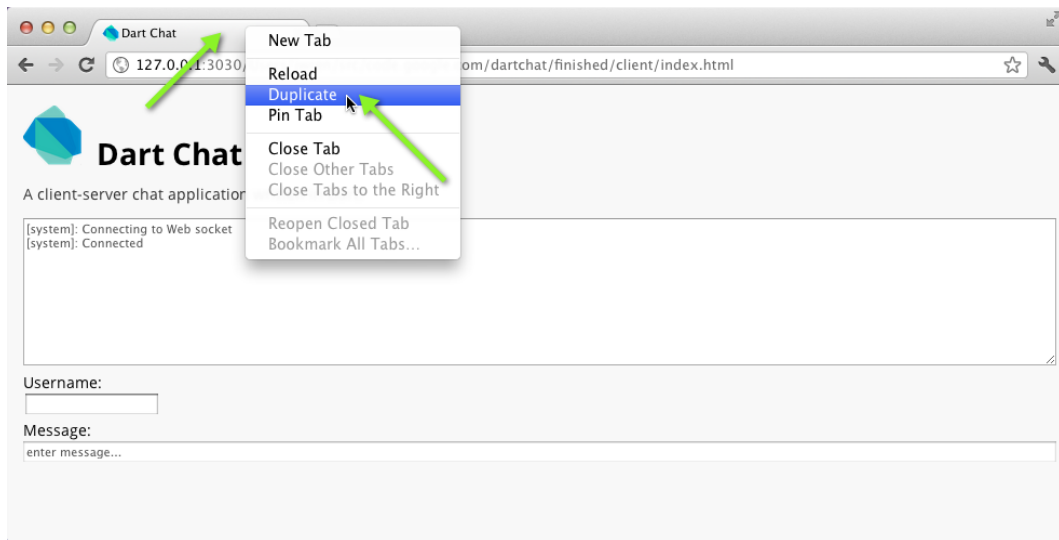 Dart Chat
127.0.0.1:3030/ om/dartchat/finished/client/index.html
New Tab
Reload
Duplicate
Pin Tab
Close Tab
Close Other Tabs
Close Tabs to the Right
Reopen Closed Tab
Bookmark All Tabs...
Dart Chat
A client-server chat application
[system]: Connecting to Web socket
[system]: Connected
Username:
Message:
enter message...